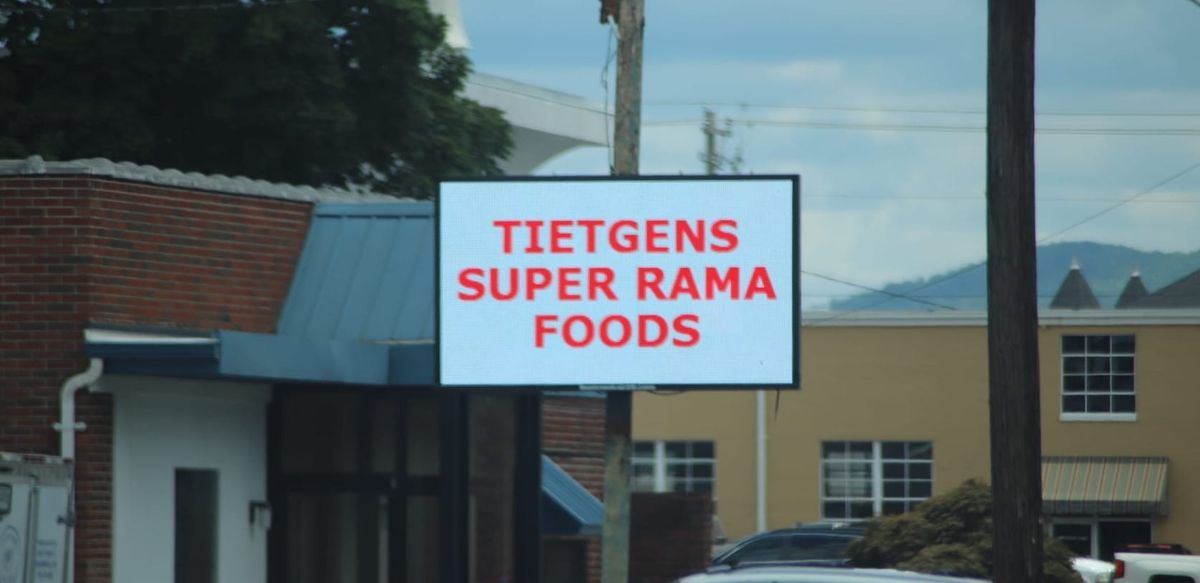 TIETGENS
SUPER RAMA
FOODS